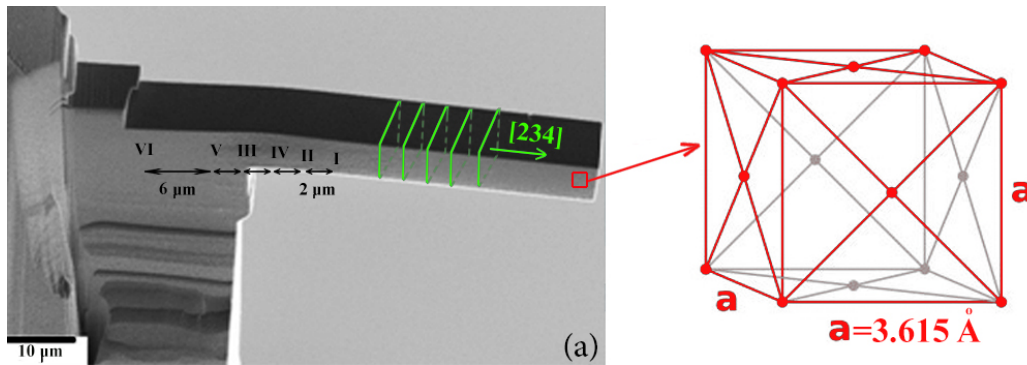 [234]
VI V III IV II I
6 μm 2 μm
10 μm
(a)
a
a
a=3.615 Å